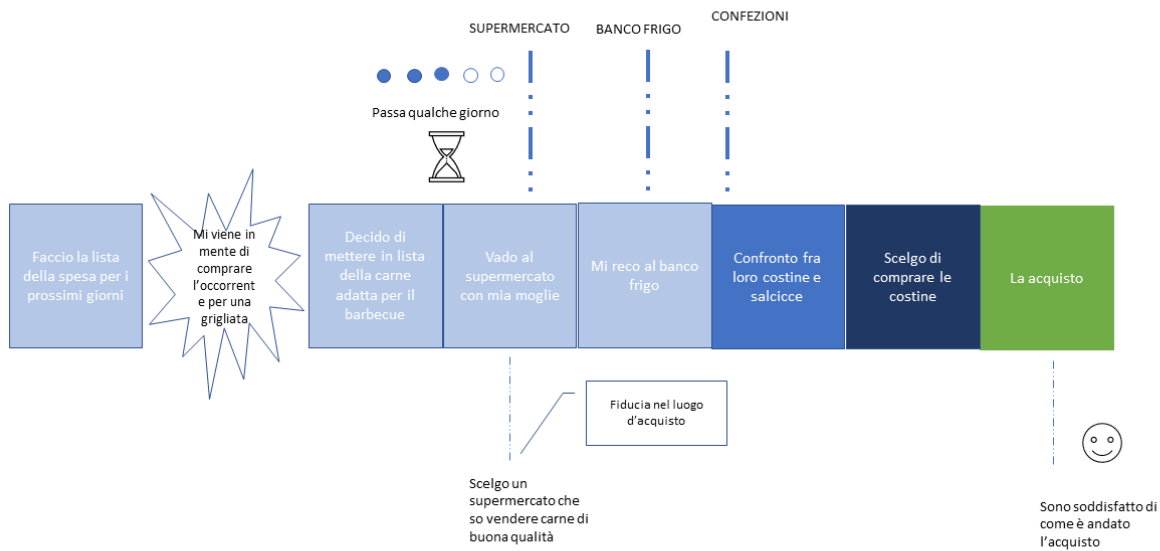 SUPERMERCATO
BANCO FRIGO
CONFEZIONI
Passa qualche giorno
Faccio la lista
della spesa per i
prossimi giorni
Mi viene in
mente di
comprare
l'occorrent
e per una
grigliata
Decido di
mettere in lista
della carne
adatta per il
barbecue
Vado al
supermercato
con mia moglie
Mi reco al banco
frigo
Confronto fra
loro costine e
salcicce
Scelgo di
comprare le
costine
La acquisto
Fiducia nel luogo
d'acquisto
Scelgo un
supermercato che
so vendere carne di
buona qualità
Sono soddisfatto di
come è andato
l'acquisto